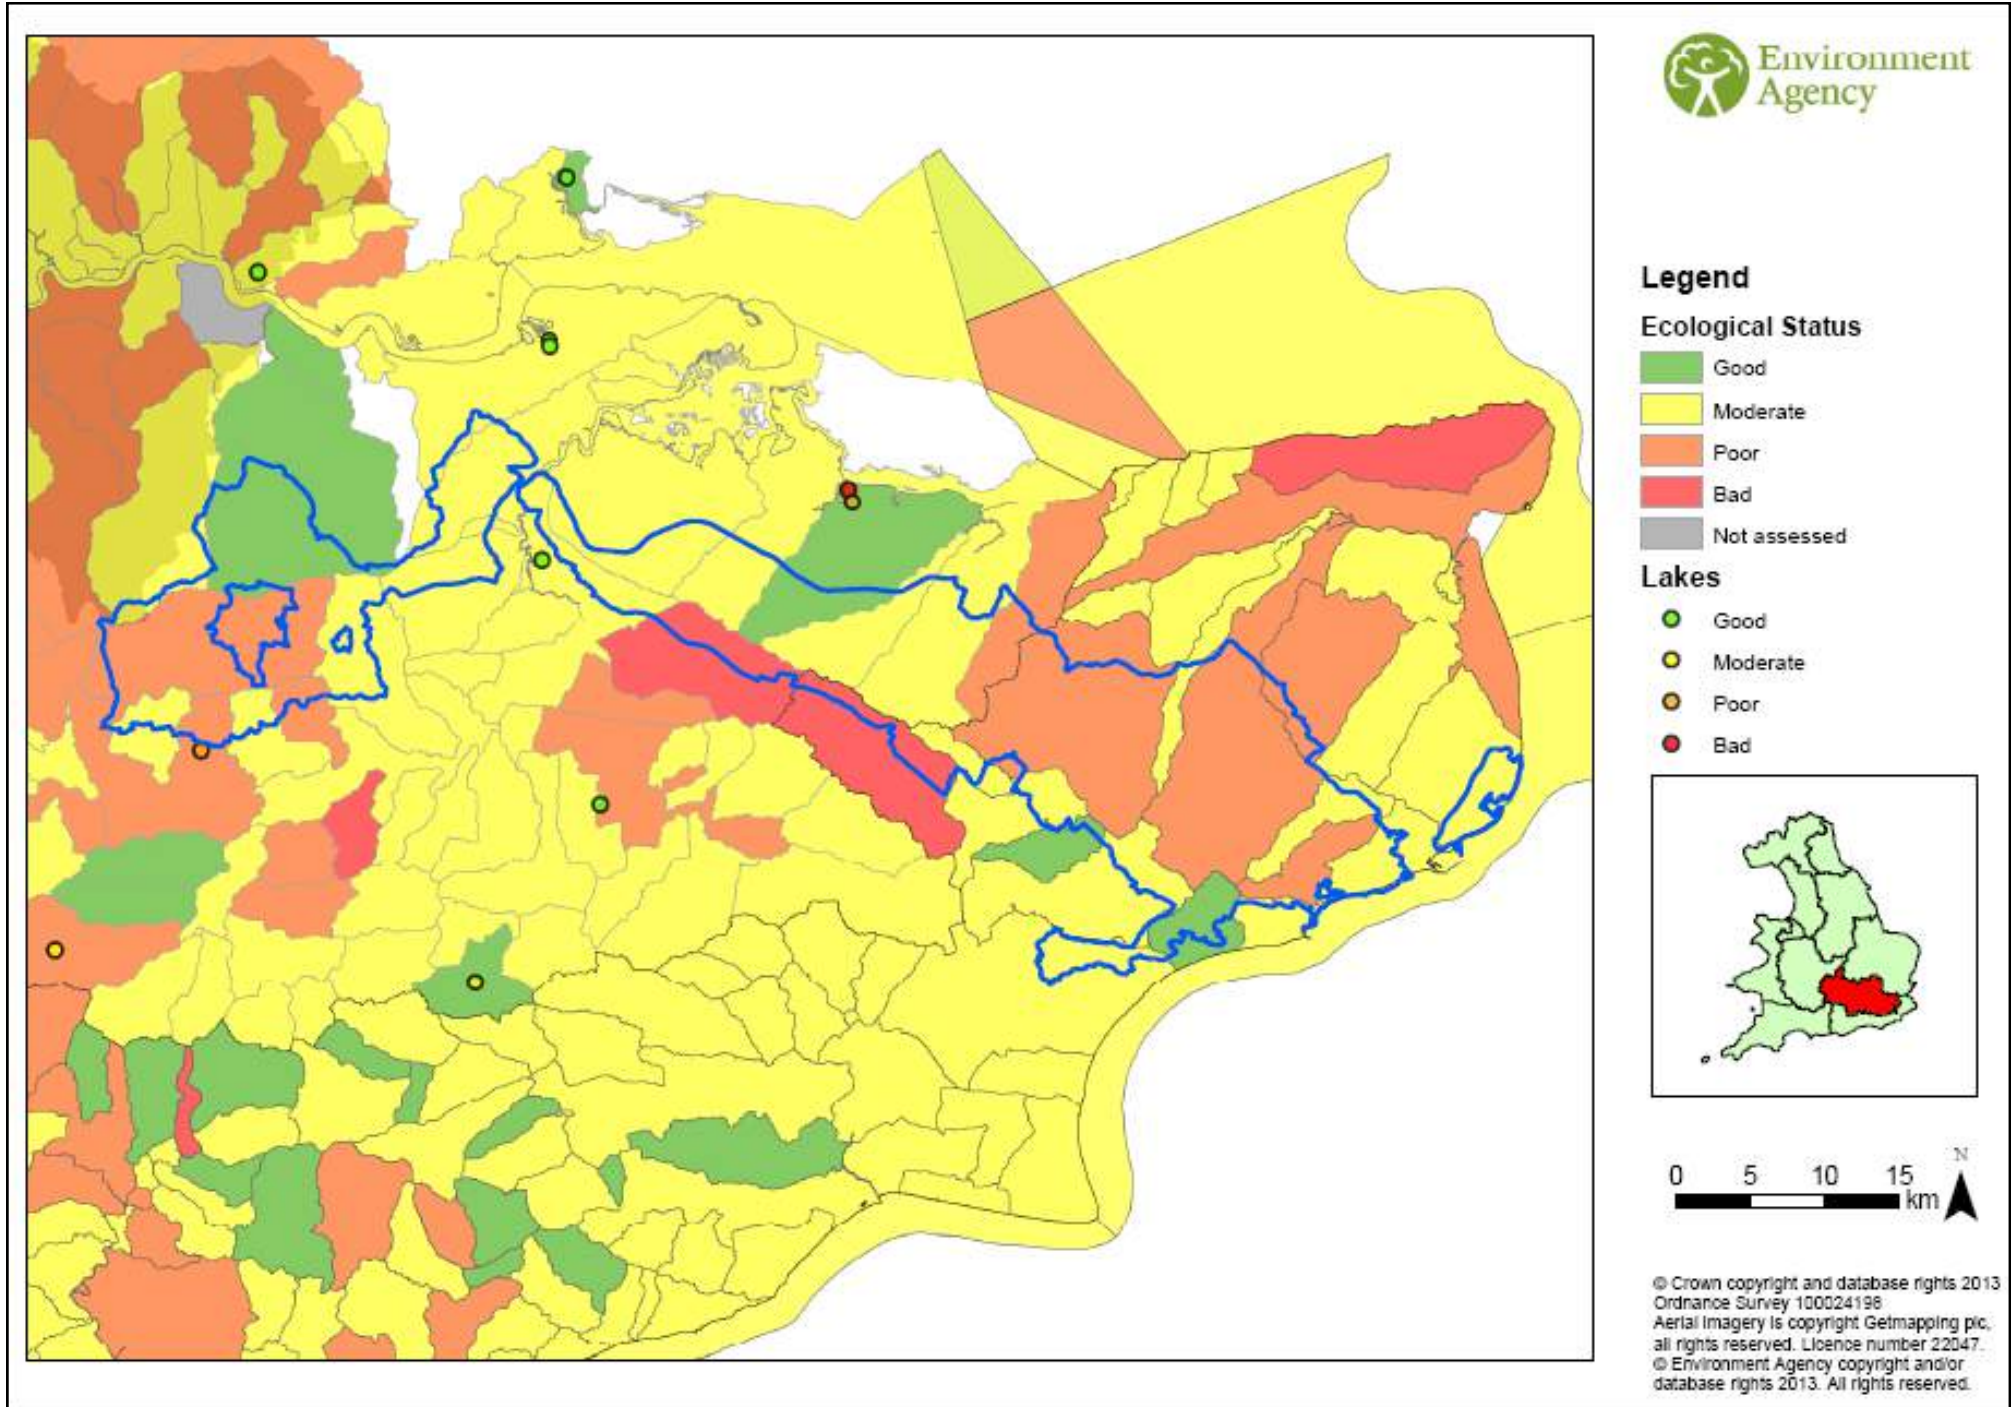 Environment
Agency
Legend
Ecological Status
Good
Moderate
Poor
Bad
Not assessed
Lakes
Good
Moderate
Poor
Bad
0 5 10 15
km
N
© Crown copyright and database rights 2013
Ordnance Survey 100024198
Aerial imagery is copyright Getmapping plc,
all rights reserved. Licence number 22047.
© Environment Agency copyright and/or
database rights 2013. All rights reserved.